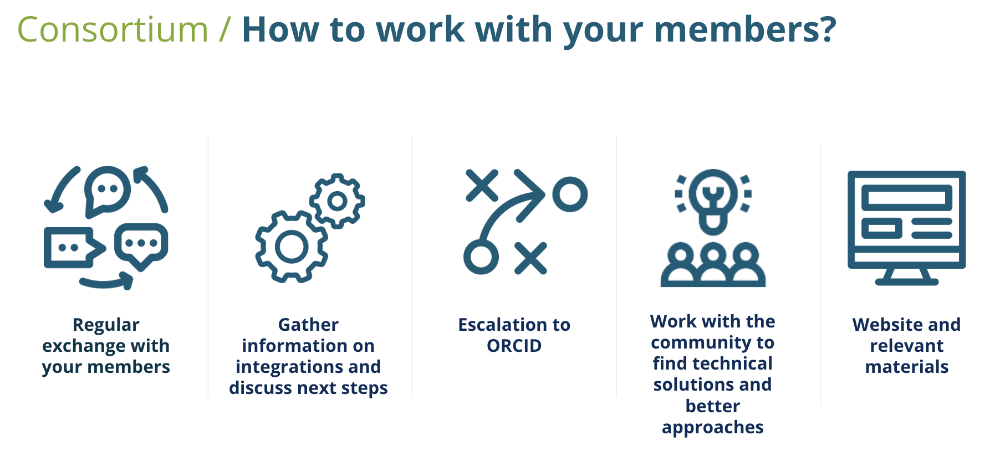 Consortium / How to work with your members?
Regular
exchange with
your members
Gather
information on
integrations and
discuss next steps
Escalation to
ORCID
Work with the
community to
find technical
solutions and
better
approaches
Website and
relevant
materials